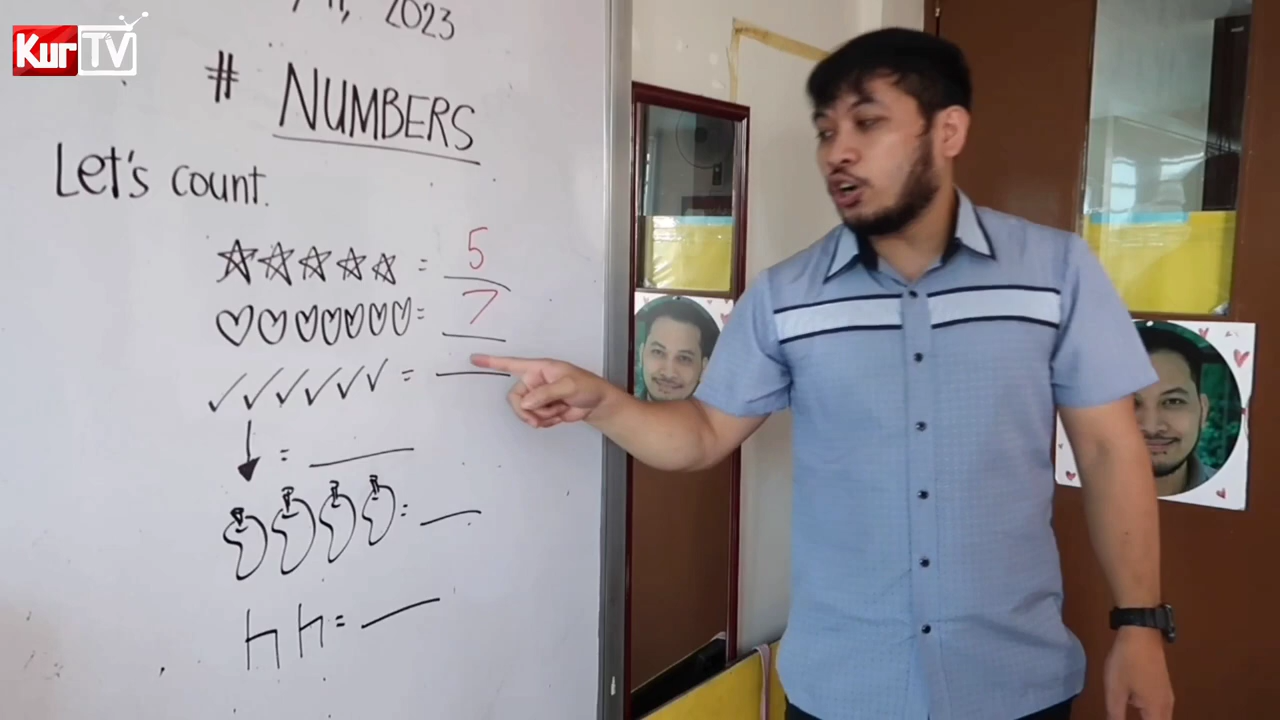 KurTV
2023
# NUMBERS
Let's count.
= 5
= 7
=
=
=
=